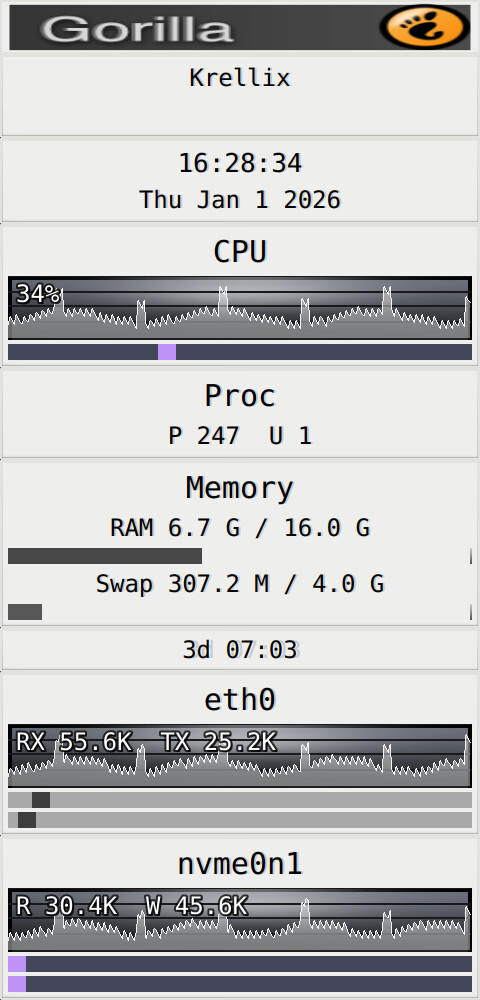 Gorilla
Krellix
16:28:34
Thu Jan 1 2026
CPU
34%
Proc
P 247 U 1
Memory
RAM 6.7 G / 16.0 G
Swap 307.2 M / 4.0 G
3d 07:03
eth0
RX 55.6K TX 25.2K
nvme0n1
R 30.4K W 45.6K